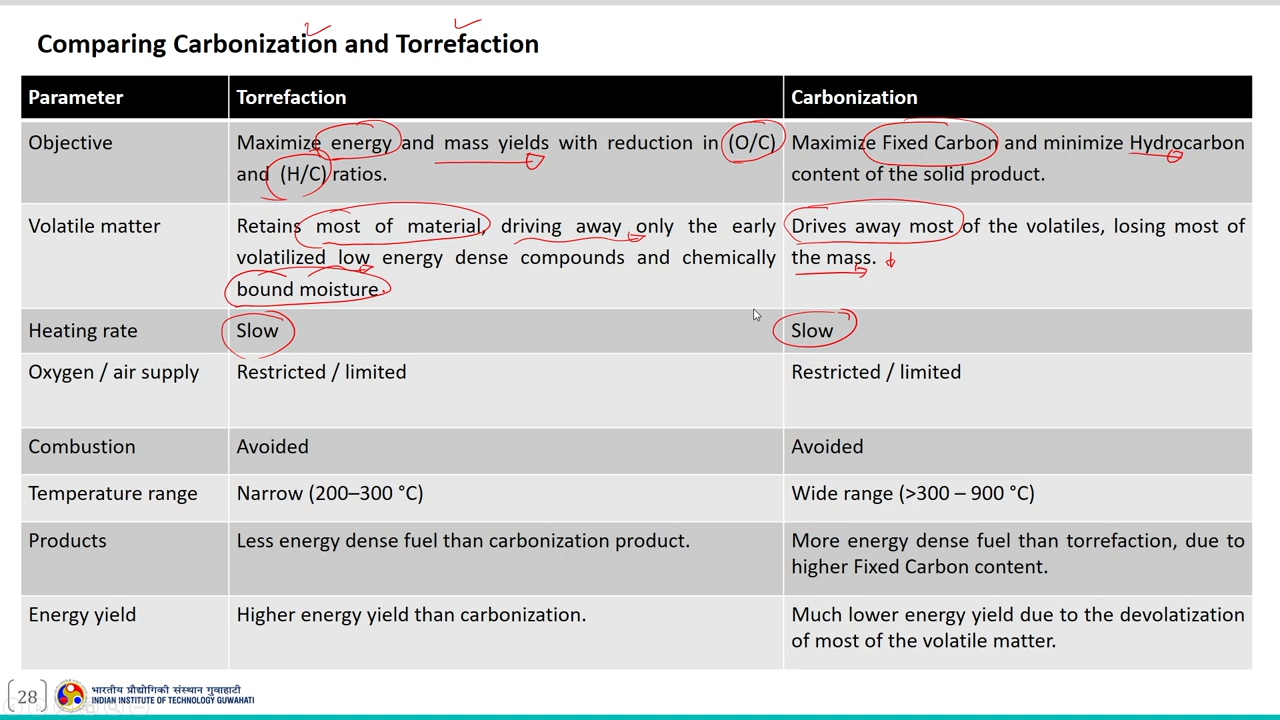 Comparing Carbonization and Torrefaction
Parameter
Torrefaction
Carbonization
Objective
Maximize energy and mass yields with reduction in (O/C)
and (H/C) ratios.
Maximize Fixed Carbon and minimize Hydrocarbon
content of the solid product.
Volatile matter
Retains most of material, driving away only the early
volatilized low energy dense compounds and chemically
bound moisture.
Drives away most of the volatiles, losing most of
the mass.
Heating rate
Slow
Slow
Oxygen / air supply
Restricted / limited
Restricted / limited
Combustion
Avoided
Avoided
Temperature range
Narrow (200–300 °C)
Wide range (>300 – 900 °C)
Products
Less energy dense fuel than carbonization product.
More energy dense fuel than torrefaction, due to
higher Fixed Carbon content.
Energy yield
Higher energy yield than carbonization.
Much lower energy yield due to the devolatization
of most of the volatile matter.
28
भारतीय प्रौद्योगिकी संस्थान गुवाहाटी
INDIAN INSTITUTE OF TECHNOLOGY GUWAHATI